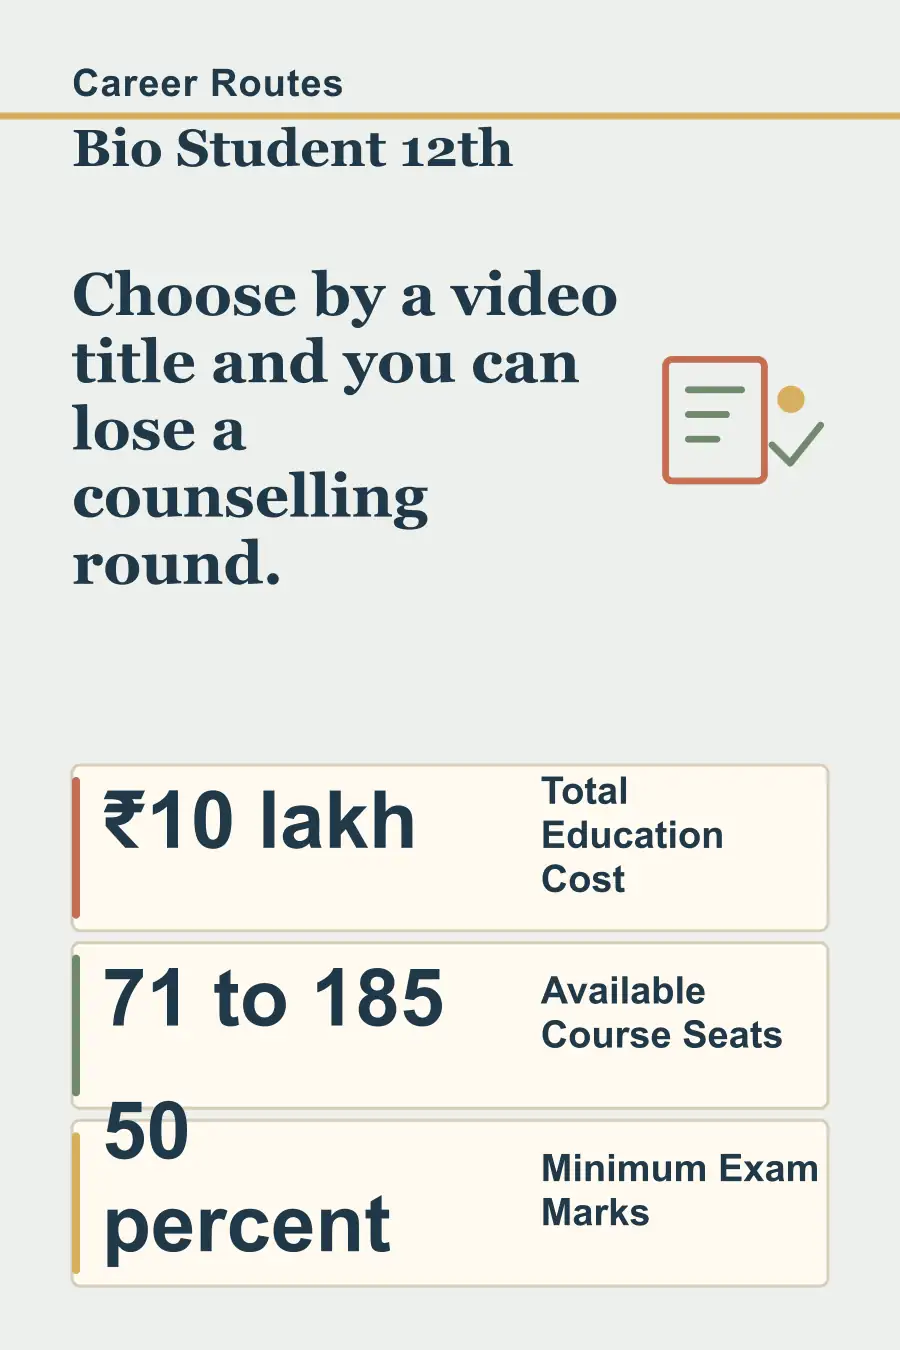 Career Routes
Bio Student 12th
Choose by a video
title and you can
lose a
counselling
round.
₹10 lakh
Total
Education
Cost
71 to 185
Available
Course Seats
50
percent
Minimum Exam
Marks